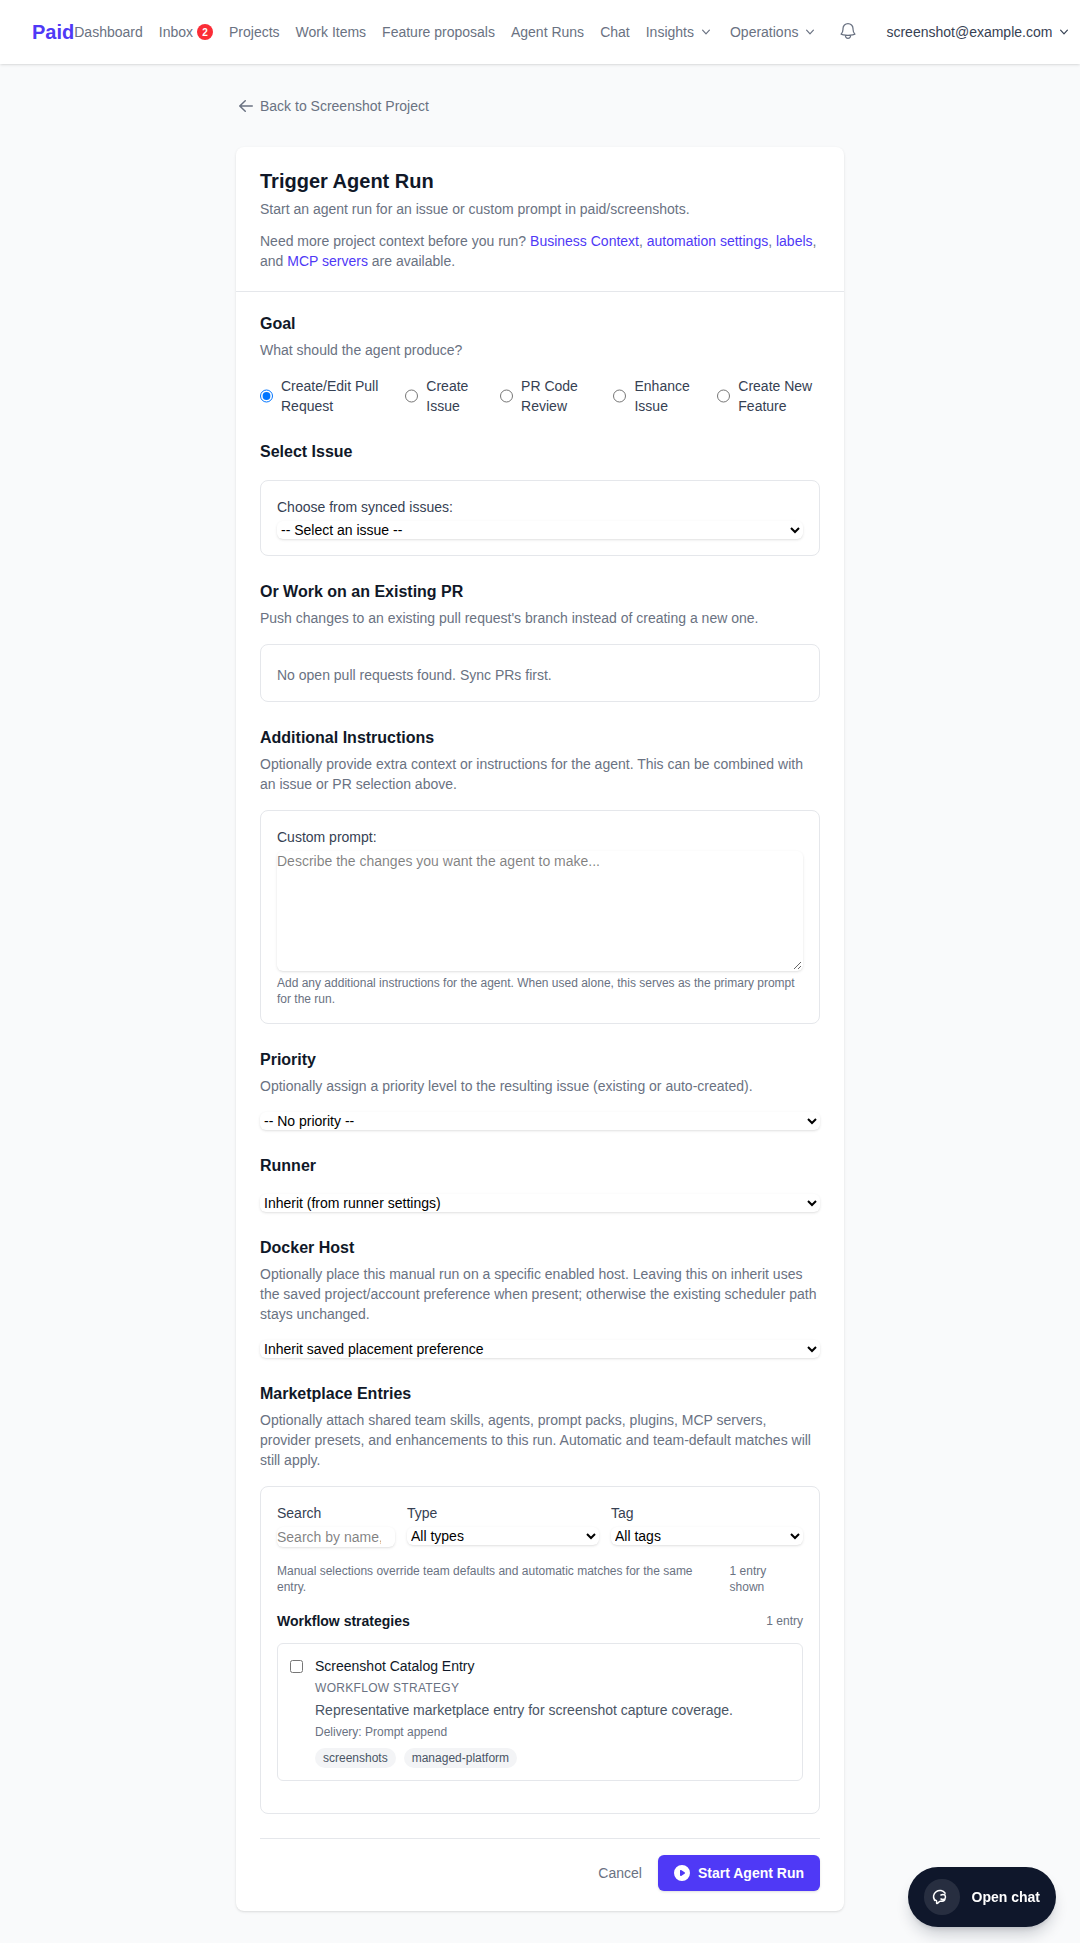 Paid Dashboard Inbox 2 Projects Work Items Feature proposals Agent Runs Chat Insights Operations screenshot@example.com
Back to Screenshot Project
Trigger Agent Run
Start an agent run for an issue or custom prompt in paid/screenshots.
Need more project context before you run? Business Context, automation settings, labels,
and MCP servers are available.
Goal
What should the agent produce?
Create/Edit Pull Request
Create Issue
PR Code Review
Enhance Issue
Create New Feature
Select Issue
Choose from synced issues:
-- Select an issue --
Or Work on an Existing PR
Push changes to an existing pull request's branch instead of creating a new one.
No open pull requests found. Sync PRs first.
Additional Instructions
Optionally provide extra context or instructions for the agent. This can be combined with
an issue or PR selection above.
Custom prompt:
Describe the changes you want the agent to make...
Add any additional instructions for the agent. When used alone, this serves as the primary prompt
for the run.
Priority
Optionally assign a priority level to the resulting issue (existing or auto-created).
-- No priority --
Runner
Inherit (from runner settings)
Docker Host
Optionally place this manual run on a specific enabled host. Leaving this on inherit uses
the saved project/account preference when present; otherwise the existing scheduler path
stays unchanged.
Inherit saved placement preference
Marketplace Entries
Optionally attach shared team skills, agents, prompt packs, plugins, MCP servers,
provider presets, and enhancements to this run. Automatic and team-default matches will
still apply.
Search Type Tag
Search by name, All types All tags
Manual selections override team defaults and automatic matches for the same
entry.
1 entry
shown
Workflow strategies 1 entry
Screenshot Catalog Entry
WORKFLOW STRATEGY
Representative marketplace entry for screenshot capture coverage.
Delivery: Prompt append
screenshots managed-platform
Cancel Start Agent Run
Open chat